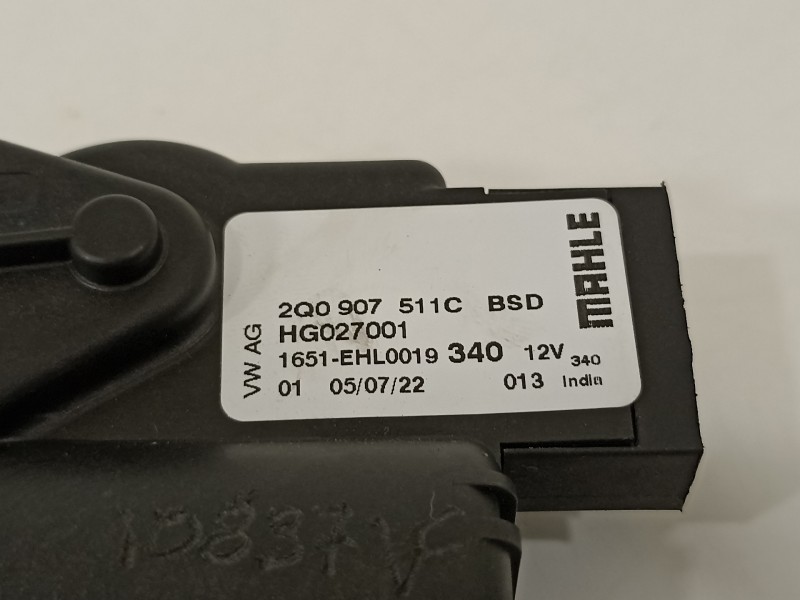 MAHLE
VW AG
2Q0 907 511C BSD
HG027001
1651-EHL0019 340 12V 340
01 05/07/22 013 India